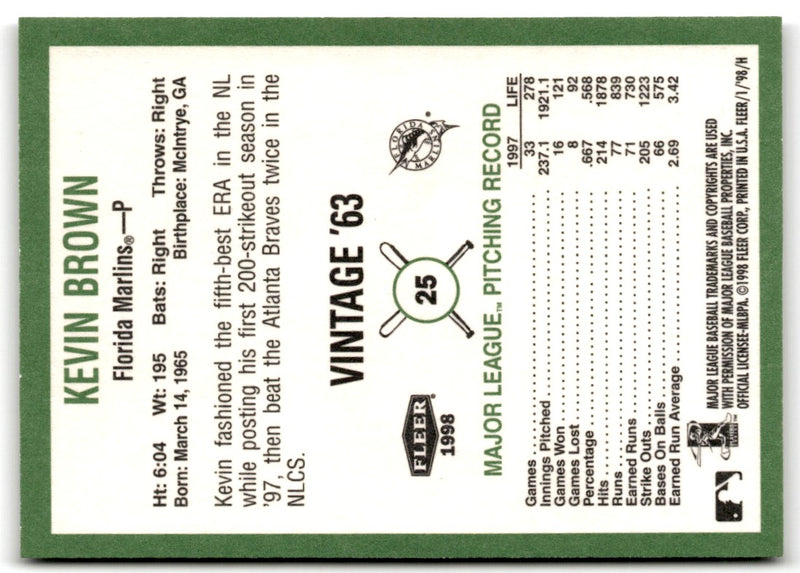 KEVIN BROWN
Florida Marlins®—P
Ht: 6:04 Wt: 195 Bats: Right Throws: Right
Born: March 14, 1965 Birthplace: McIntrye, GA
Kevin fashioned the fifth-best ERA in the NL
while posting his first 200-strikeout season in
'97, then beat the Atlanta Braves twice in the
NLCS.
VINTAGE '63
FLEER
1998
25
FLORIDA
MARLINS
MAJOR LEAGUE™ PITCHING RECORD
1997 LIFE
Games 33 278
Innings Pitched 237.1 1921.1
Games Won 16 121
Games Lost 8 92
Percentage .667 .568
Hits 214 1878
Runs 77 839
Earned Runs 71 730
Strike Outs 205 1223
Bases On Balls 66 575
Earned Run Average 2.69 3.42
MAJOR LEAGUE BASEBALL TRADEMARKS AND COPYRIGHTS ARE USED
WITH PERMISSION OF MAJOR LEAGUE BASEBALL PROPERTIES, INC
OFFICIAL LICENSEE-MLBPA. ©1998 FLEER CORP., PRINTED IN U.S.A. FLEER/1/'98/H